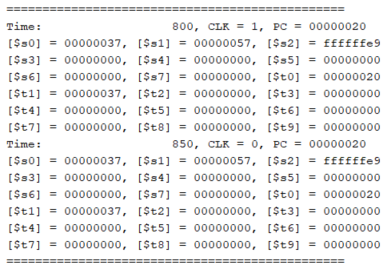 ==============================================
Time: 800, CLK = 1, PC = 00000020
[$s0] = 00000037, [$s1] = 00000057, [$s2] = ffffffe9
[$s3] = 00000000, [$s4] = 00000000, [$s5] = 00000000
[$s6] = 00000000, [$s7] = 00000000, [$t0] = 00000020
[$t1] = 00000037, [$t2] = 00000000, [$t3] = 00000000
[$t4] = 00000000, [$t5] = 00000000, [$t6] = 00000000
[$t7] = 00000000, [$t8] = 00000000, [$t9] = 00000000
Time: 850, CLK = 0, PC = 00000020
[$s0] = 00000037, [$s1] = 00000057, [$s2] = ffffffe9
[$s3] = 00000000, [$s4] = 00000000, [$s5] = 00000000
[$s6] = 00000000, [$s7] = 00000000, [$t0] = 00000020
[$t1] = 00000037, [$t2] = 00000000, [$t3] = 00000000
[$t4] = 00000000, [$t5] = 00000000, [$t6] = 00000000
[$t7] = 00000000, [$t8] = 00000000, [$t9] = 00000000
==============================================